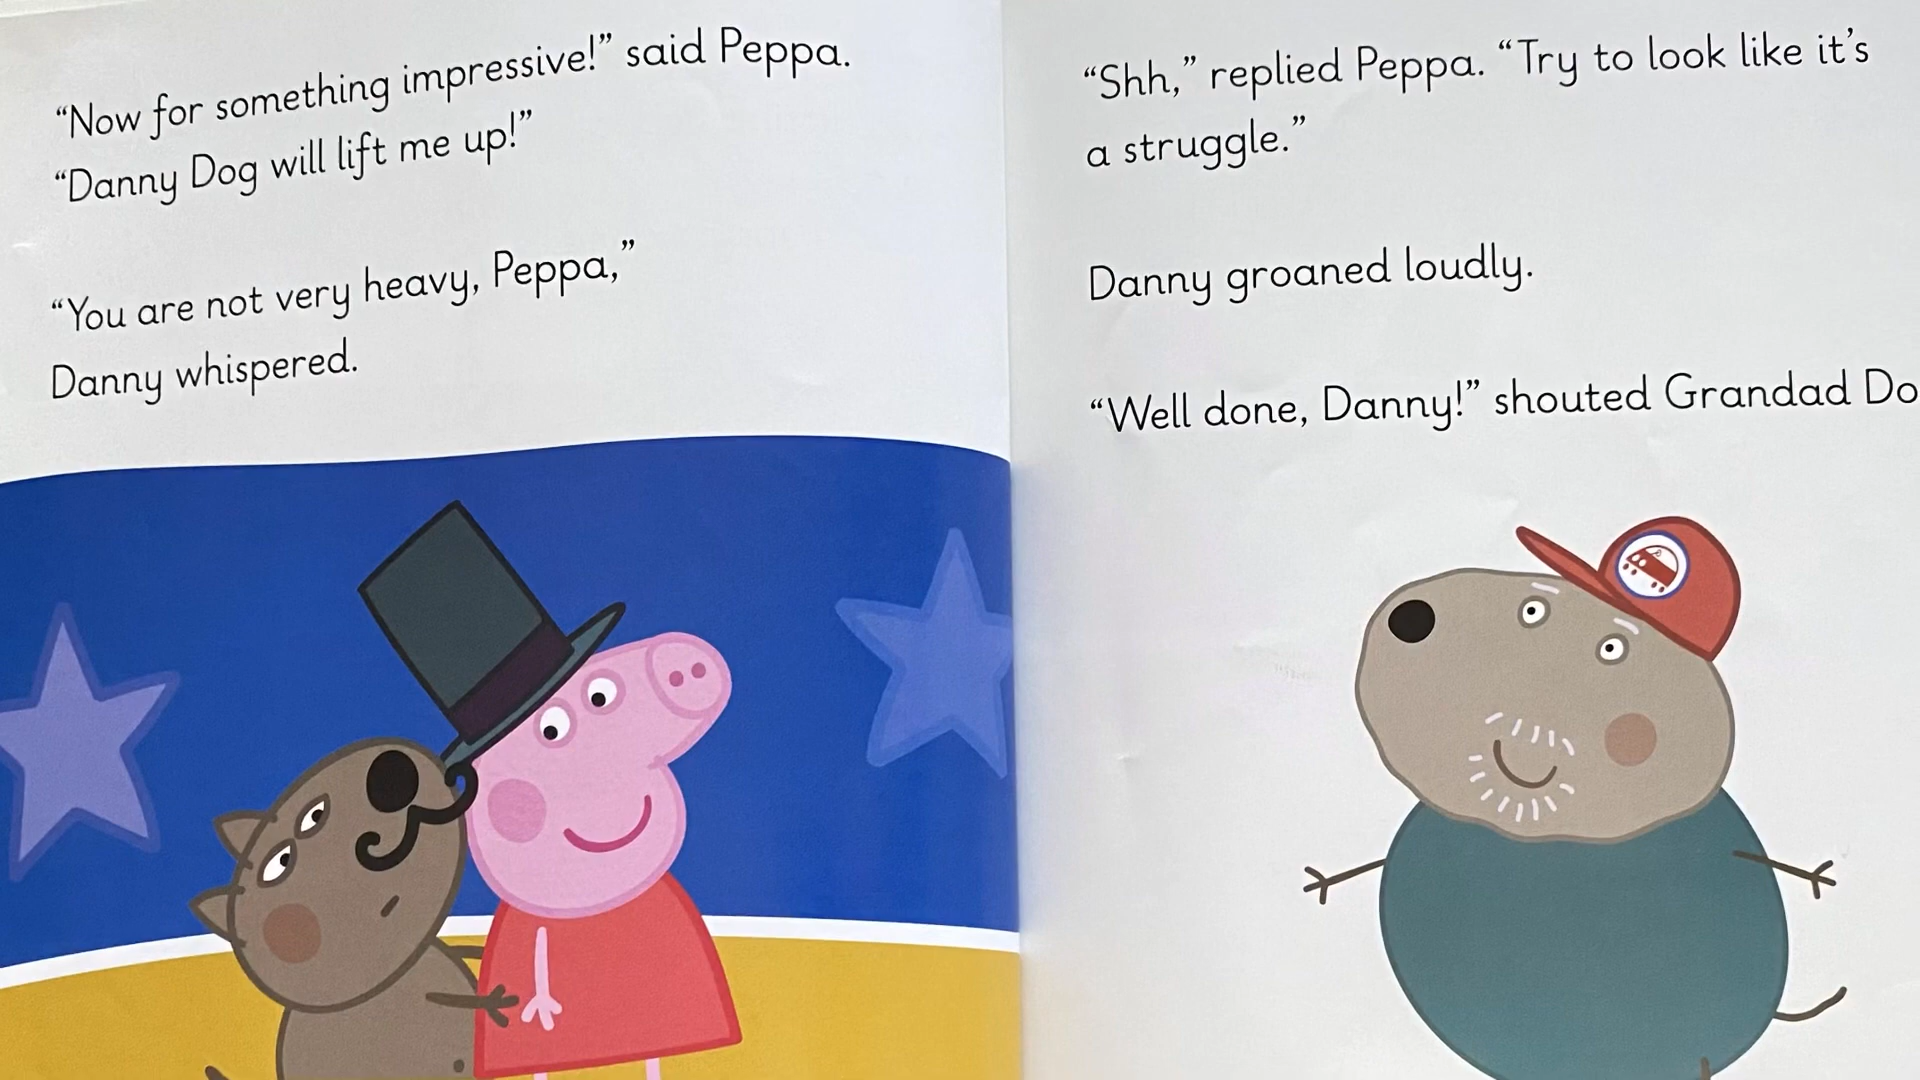 “Now for something impressive!” said Peppa.
“Danny Dog will lift me up!”
“You are not very heavy, Peppa,”
Danny whispered.
“Shh,” replied Peppa. “Try to look like it’s
a struggle.”
Danny groaned loudly.
“Well done, Danny!” shouted Grandad Do